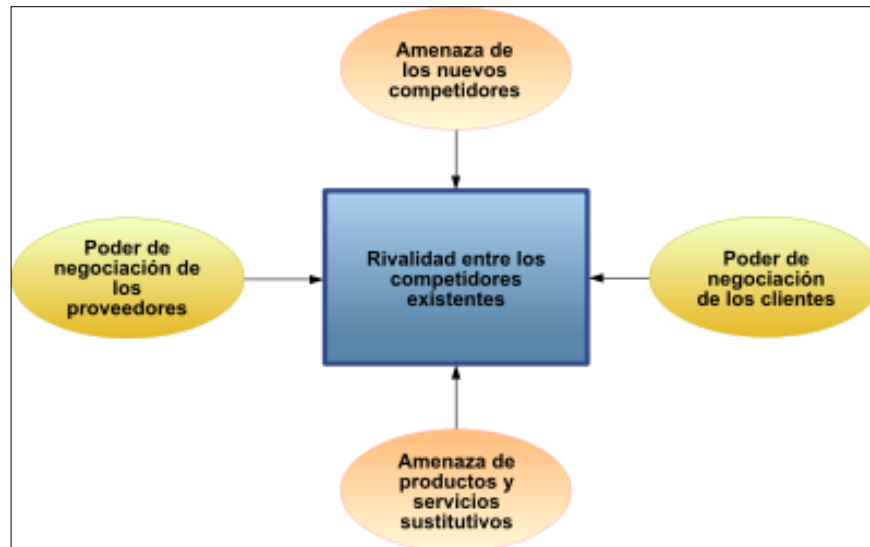 Amenaza de
los nuevos
competidores
Poder de
negociación de
los
proveedores
Rivalidad entre los
competidores
existentes
Poder de
negociación
de los clientes
Amenaza de
productos y
servicios
sustitutivos